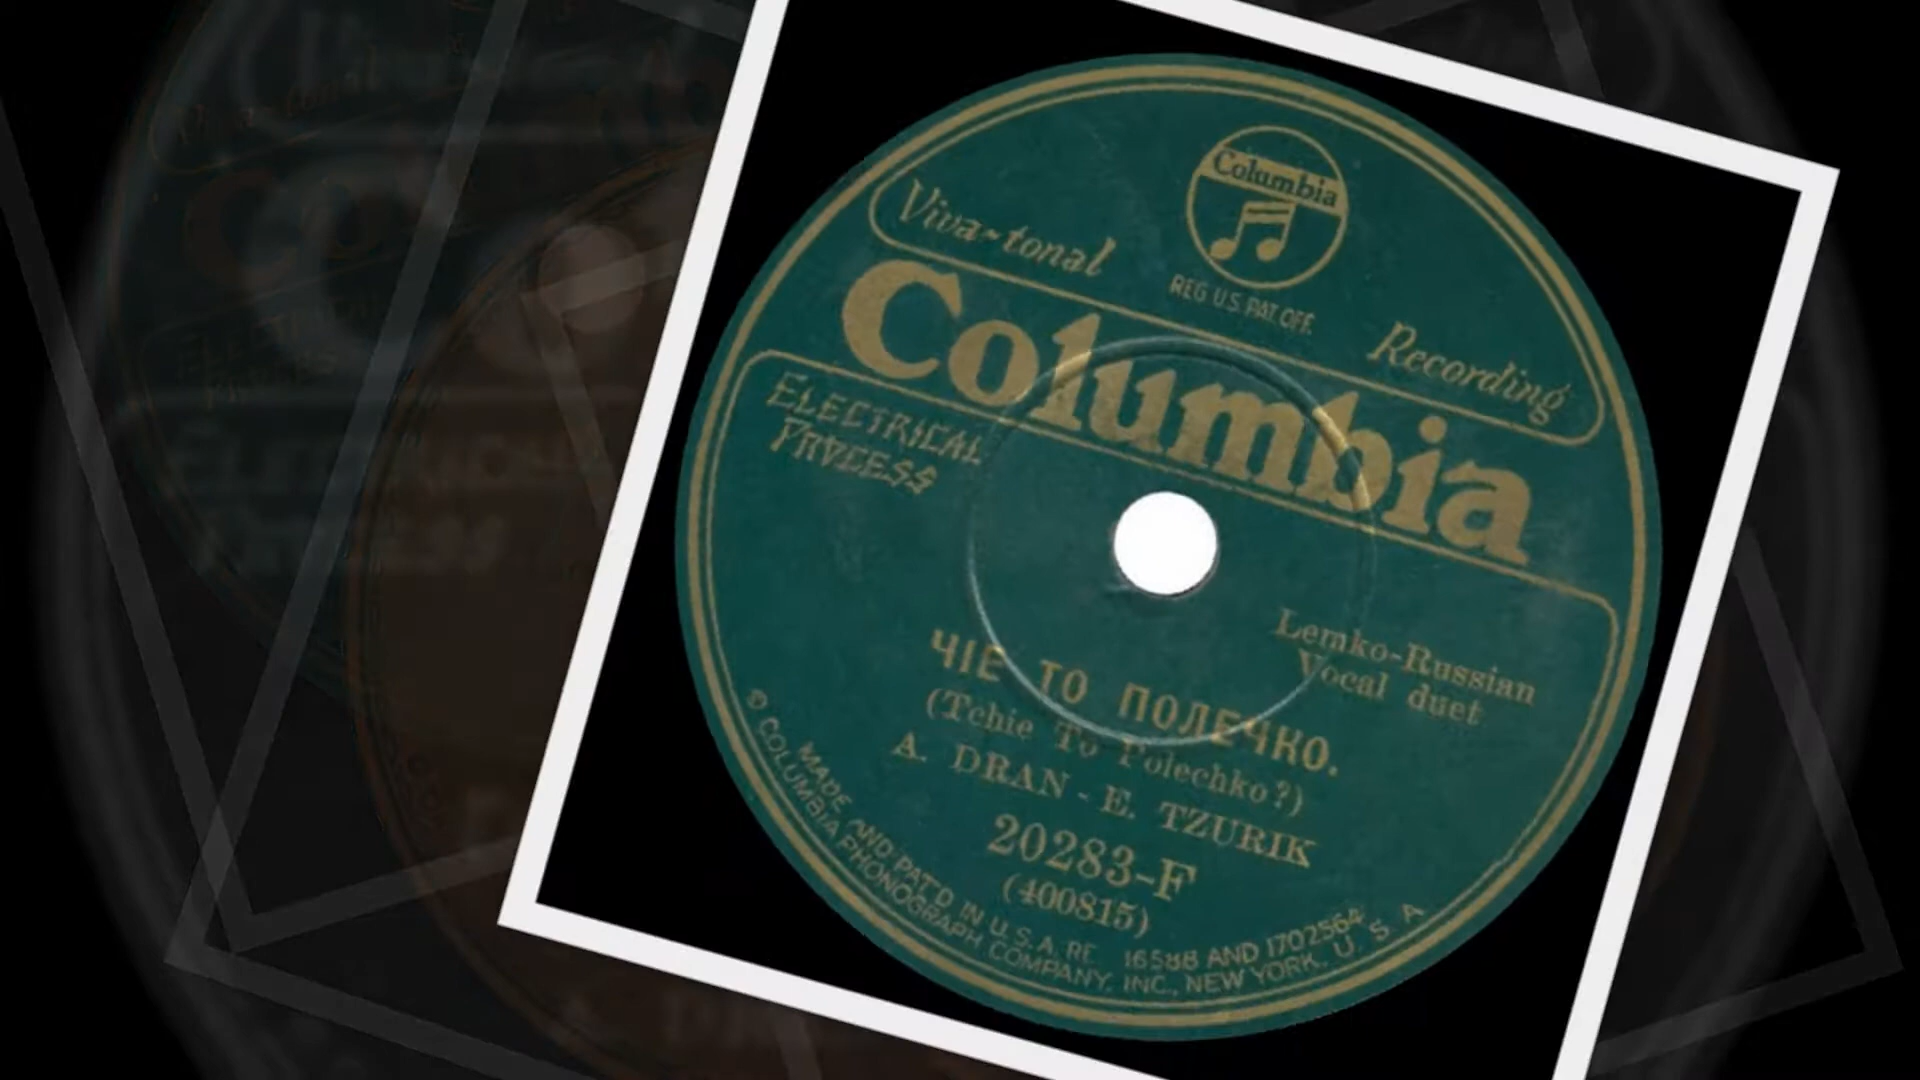 Columbia
Viva-tonal
REG. U.S. PAT. OFF.
Recording
Columbia
ELECTRICAL
PROCESS
Lemko-Russian
Vocal duet
ЧІЕ ТО ПОЛЕЧКО.
(Tchie To Polechko?)
A. DRAN - E. TZURIK
20283-F
(400815)
MADE AND PAT'D IN U.S.A. RE. 16588 AND 1702564
© COLUMBIA PHONOGRAPH COMPANY, INC., NEW YORK, U. S. A